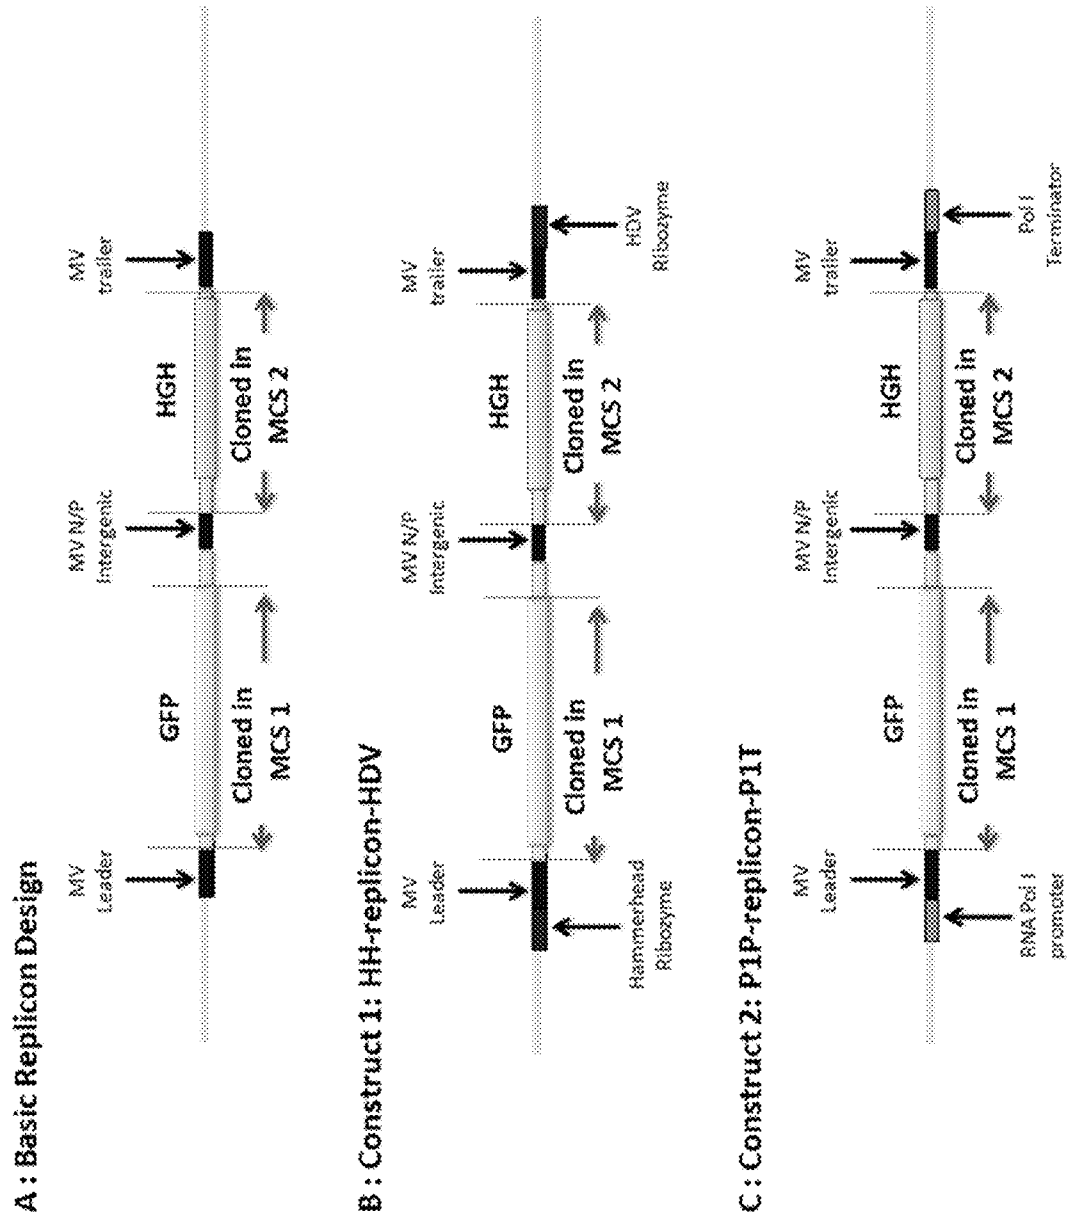 A : Basic Replicon Design
MV
Leader
GFP
MV N/P
Intergenic
HGH
MV
trailer
Cloned in
MCS 1
Cloned in
MCS 2
B : Construct 1: HH-replicon-HDV
MV
Leader
GFP
MV N/P
Intergenic
HGH
MV
trailer
Hammerhead
Ribozyme
Cloned in
MCS 1
Cloned in
MCS 2
HDV
Ribozyme
C : Construct 2: P1P-replicon-P1T
MV
Leader
GFP
MV N/P
Intergenic
HGH
MV
trailer
RNA Pol I
promoter
Cloned in
MCS 1
Cloned in
MCS 2
Pol I
Terminator